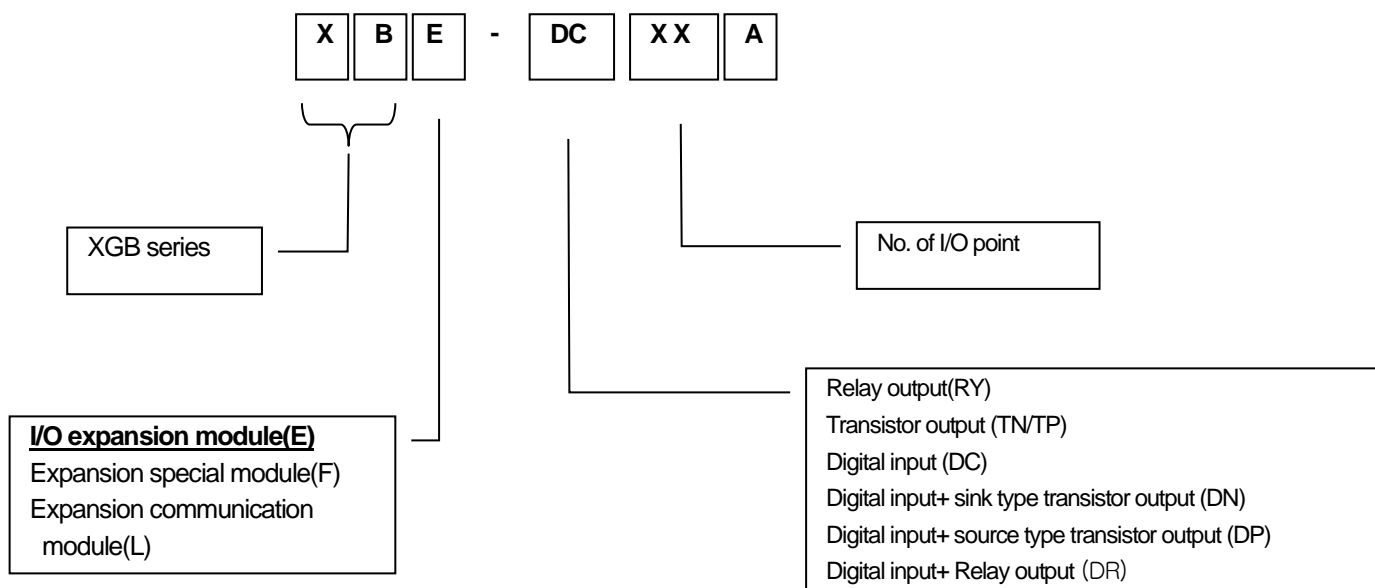 X B E - DC X X A
XGB series
No. of I/O point
I/O expansion module(E)
Expansion special module(F)
Expansion communication
module(L)
Relay output(RY)
Transistor output (TN/TP)
Digital input (DC)
Digital input+ sink type transistor output (DN)
Digital input+ source type transistor output (DP)
Digital input+ Relay output (DR)